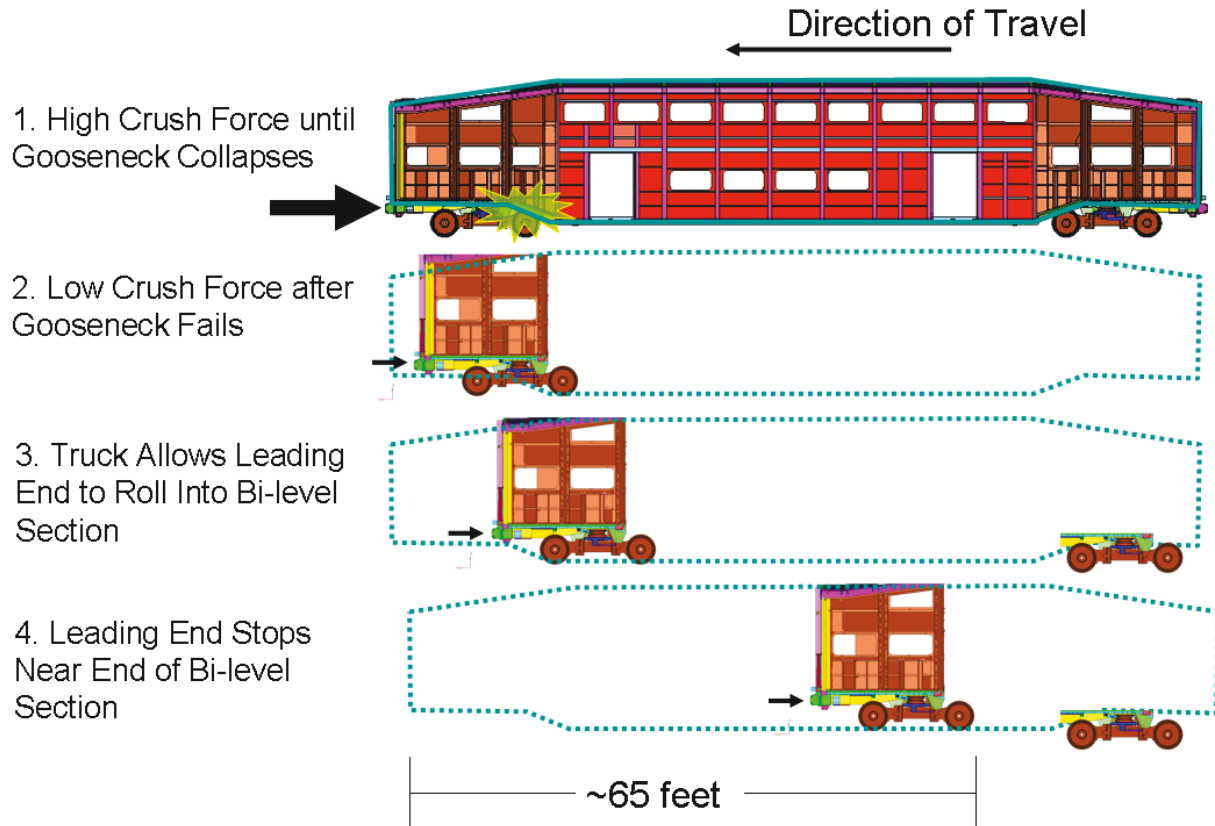 Direction of Travel
1. High Crush Force until
Gooseneck Collapses
2. Low Crush Force after
Gooseneck Fails
3. Truck Allows Leading
End to Roll Into Bi-level
Section
4. Leading End Stops
Near End of Bi-level
Section
~65 feet